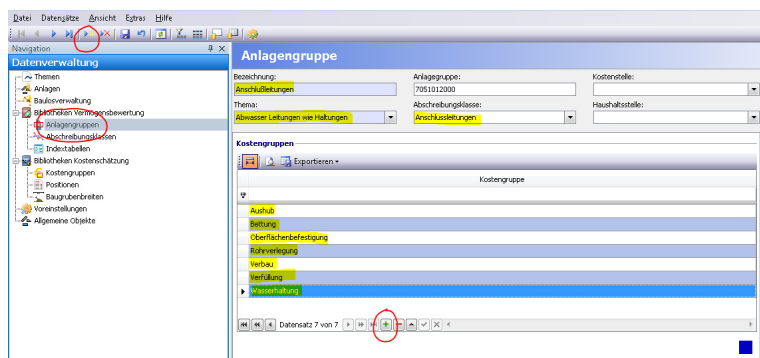 Datei Datensätze Ansicht Extras Hilfe
Navigation
Datenverwaltung
Themen
Anlagen
Baulosverwaltung
Bibliotheken Vermögensbewertung
Anlagengruppen
Abschreibungsklassen
Indextabellen
Bibliotheken Kostenschätzung
Kostengruppen
Positionen
Baugrubenbreiten
Voreinstellungen
Allgemeine Objekte
Anlagengruppe
Bezeichnung: Anlagegruppe: Kostenstelle:
Anschlußleitungen 7051012000
Thema: Abschreibungsklasse: Haushaltsstelle:
Abwasser Leitungen wie Haltungen Anschlussleitungen
Kostengruppen
Exportieren
Kostengruppe
Aushub
Bettung
Oberflächenbefestigung
Rohrverlegung
Verbau
Verfüllung
Wasserhaltung
Datensatz 7 von 7